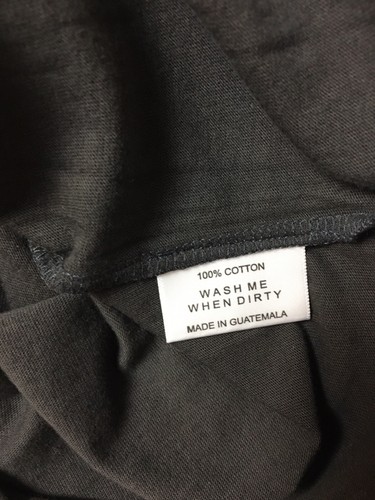 100% COTTON
WASH ME
WHEN DIRTY
MADE IN GUATEMALA